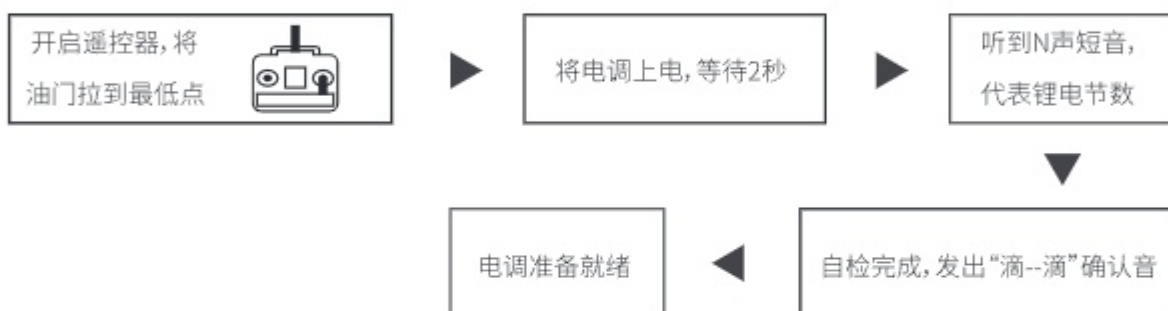 开启遥控器,将
油门拉到最低点
将电调上电,等待2秒
听到N声短音,
代表锂电节数
自检完成,发出“滴--滴”确认音
电调准备就绪